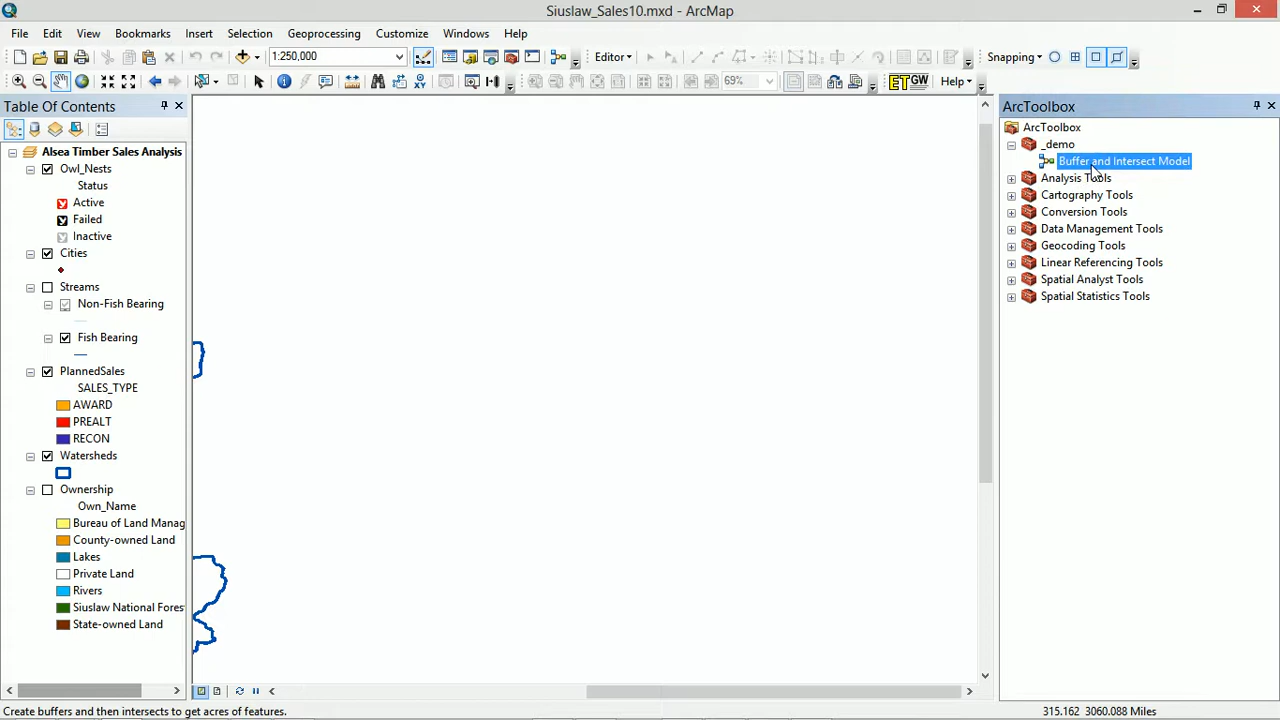 Siuslaw_Sales10.mxd - ArcMap
File Edit View Bookmarks Insert Selection Geoprocessing Customize Windows Help
1:250,000 Editor Snapping
69% ET GW Help
Table Of Contents
Alsea Timber Sales Analysis
Owl_Nests
Status
Active
Failed
Inactive
Cities
Streams
Non-Fish Bearing
Fish Bearing
PlannedSales
SALES_TYPE
AWARD
PREALT
RECON
Watersheds
Ownership
Own_Name
Bureau of Land Manag
County-owned Land
Lakes
Private Land
Rivers
Siuslaw National Fores
State-owned Land
ArcToolbox
ArcToolbox
_demo
Buffer and Intersect Model
Analysis Tools
Cartography Tools
Conversion Tools
Data Management Tools
Geocoding Tools
Linear Referencing Tools
Spatial Analyst Tools
Spatial Statistics Tools
Create buffers and then intersects to get acres of features.
315.162 3060.088 Miles